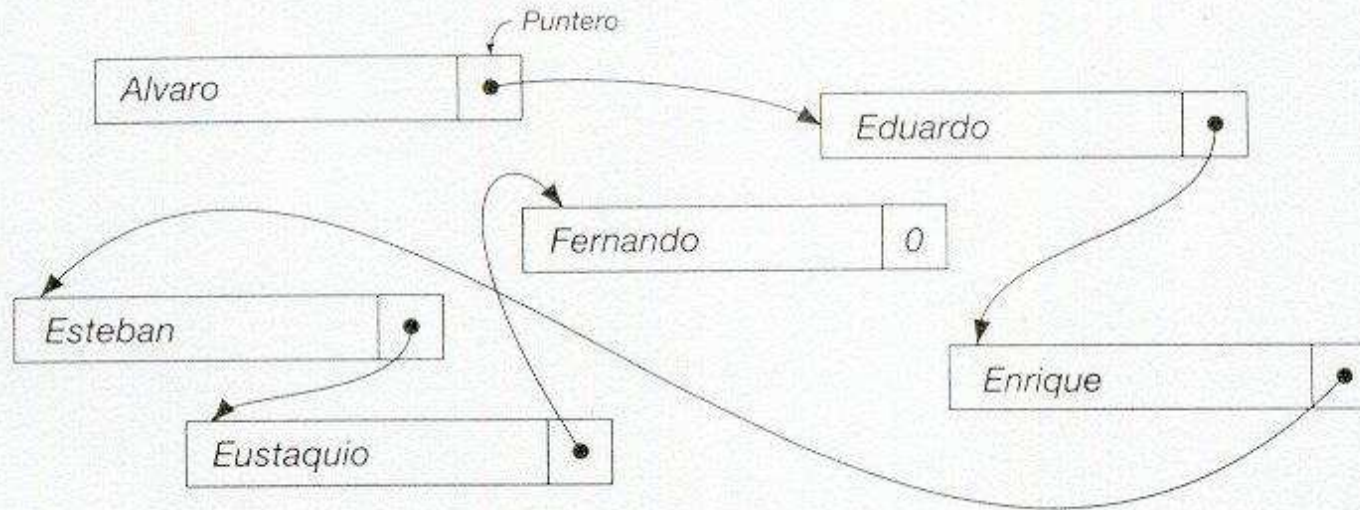 Puntero
Alvaro
Eduardo
Fernando 0
Esteban
Enrique
Eustaquio